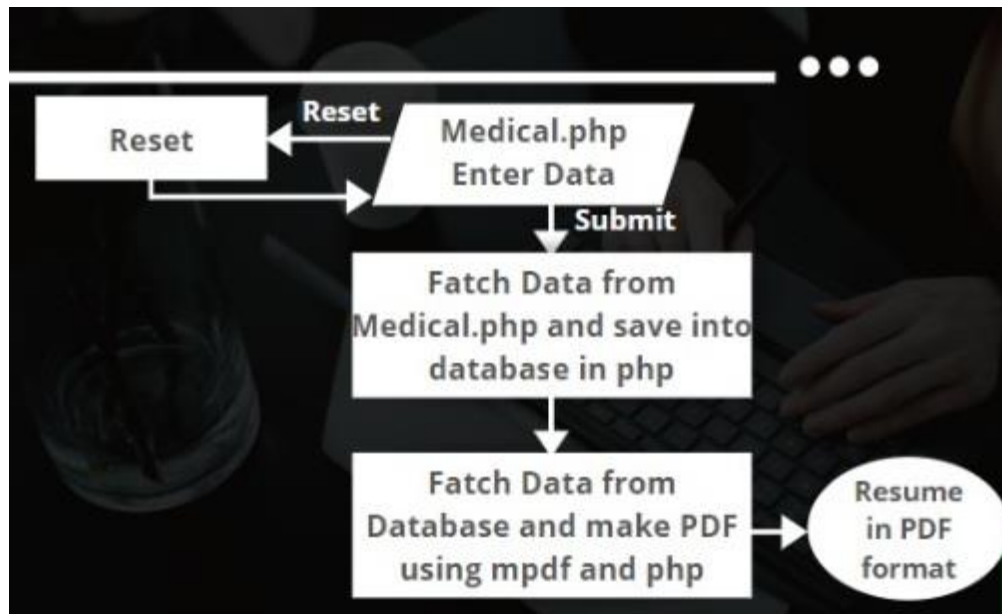 Reset
Reset
Medical.php
Enter Data
Submit
Fatch Data from
Medical.php and save into
database in php
Fatch Data from
Database and make PDF
using mpdf and php
Resume
in PDF
format